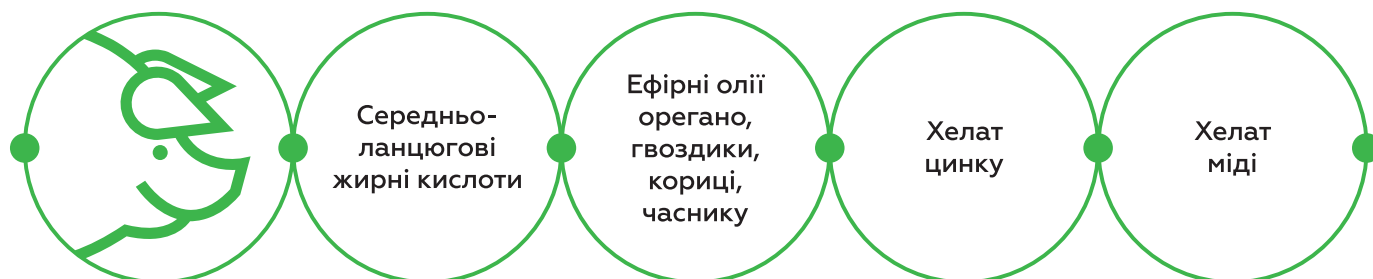 Середньо-
ланцюгові
жирні кислоти
Ефірні олії
орегано,
гвоздики,
кориці,
часнику
Хелат
цинку
Хелат
міді